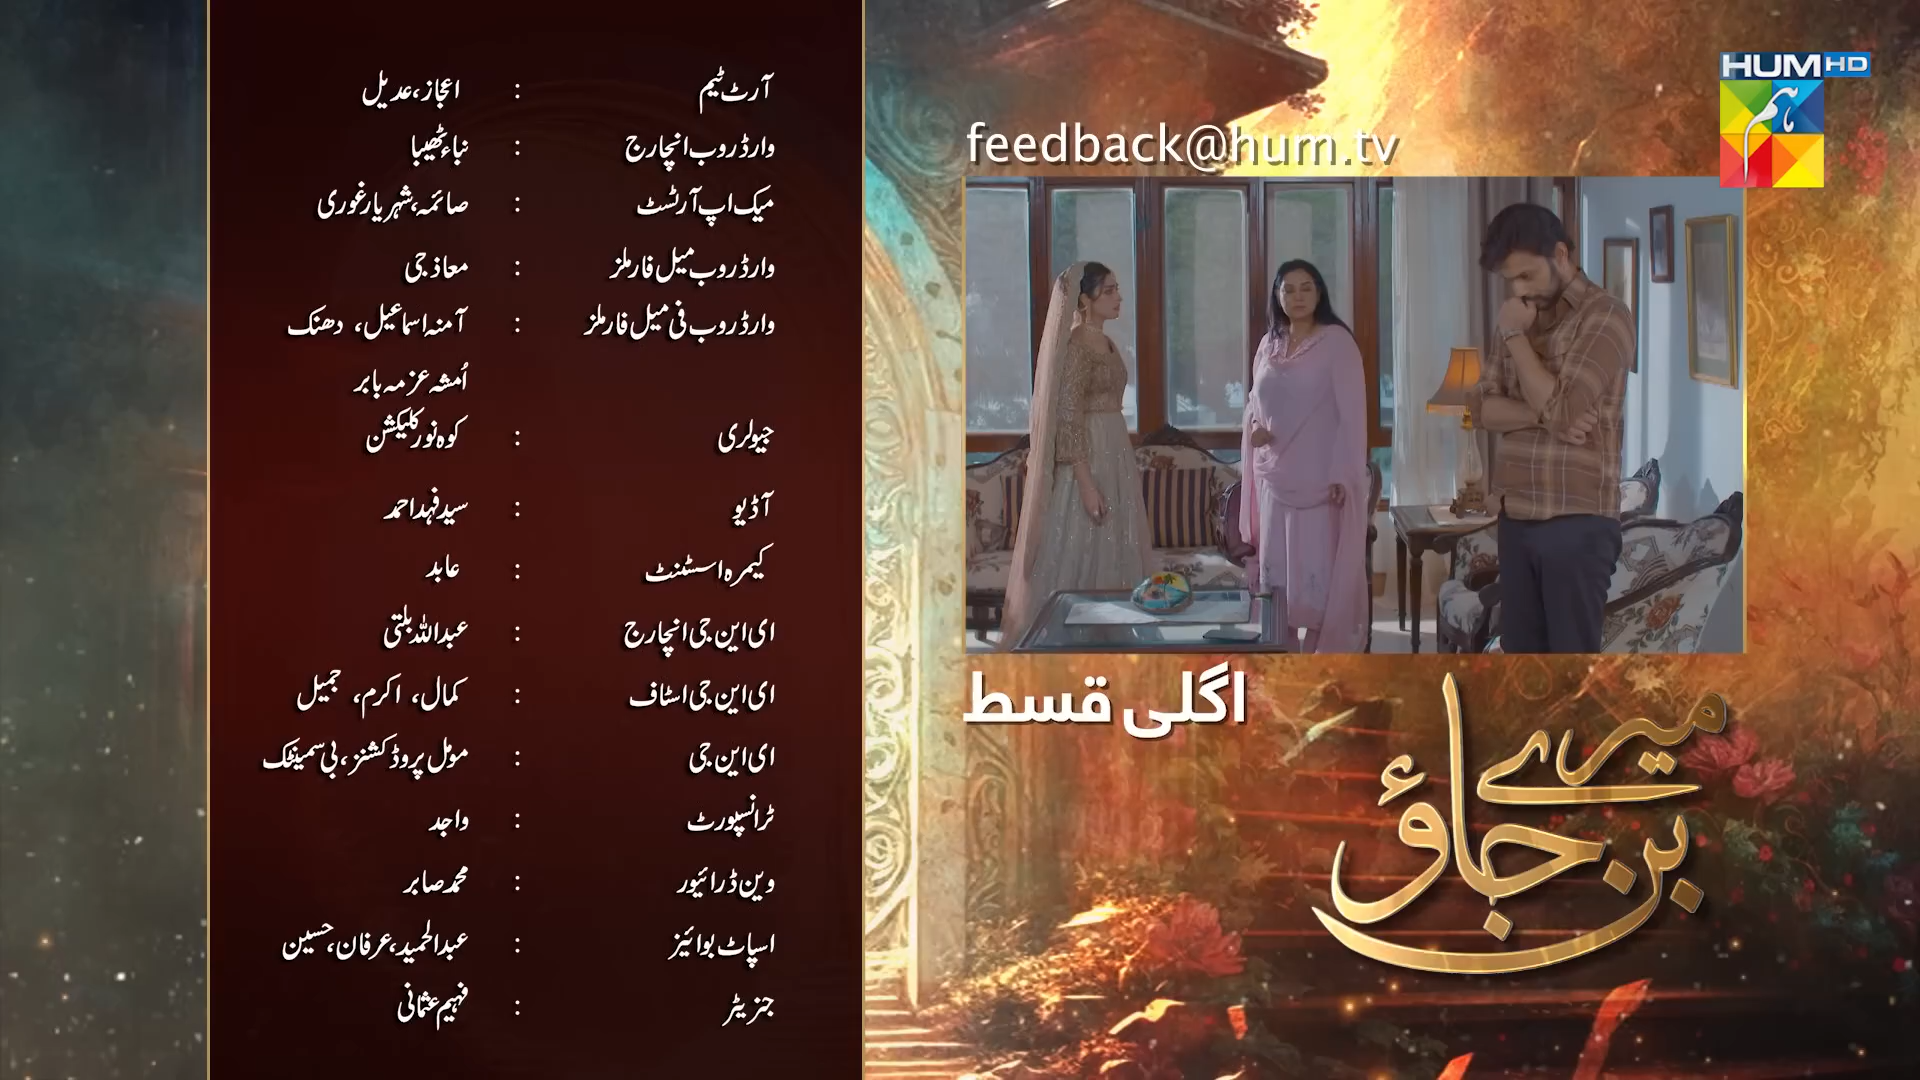 آرٹ ٹیم : اعجاز، عدیل
وارڈروب انچارج : نباء ٹھیبا
میک اپ آرٹسٹ : صائمہ، شہریار غوری
وارڈروب میل فارملز : معاذ جی
وارڈروب فی میل فارملز : آمنہ اسماعیل، دھنک
اُمشہ عزمہ بابر
جیولری : کوہ نور کلیکشن
آڈیو : سید فہد احمد
کیمرہ اسسٹنٹ : عابد
ای این جی انچارج : عبداللہ بلتی
ای این جی اسٹاف : کمال، اکرم، جمیل
ای این جی : مومل پروڈکشنز، بی سمیٹک
ٹرانسپورٹ : واجد
وین ڈرائیور : محمد صابر
اسپاٹ بوائیز : عبدالحمید، عرفان، حسین
جنریٹر : فہیم عثمانی
HUM HD
ہم
feedback@hum.tv
اگلی قسط
میرے
بن جاؤ